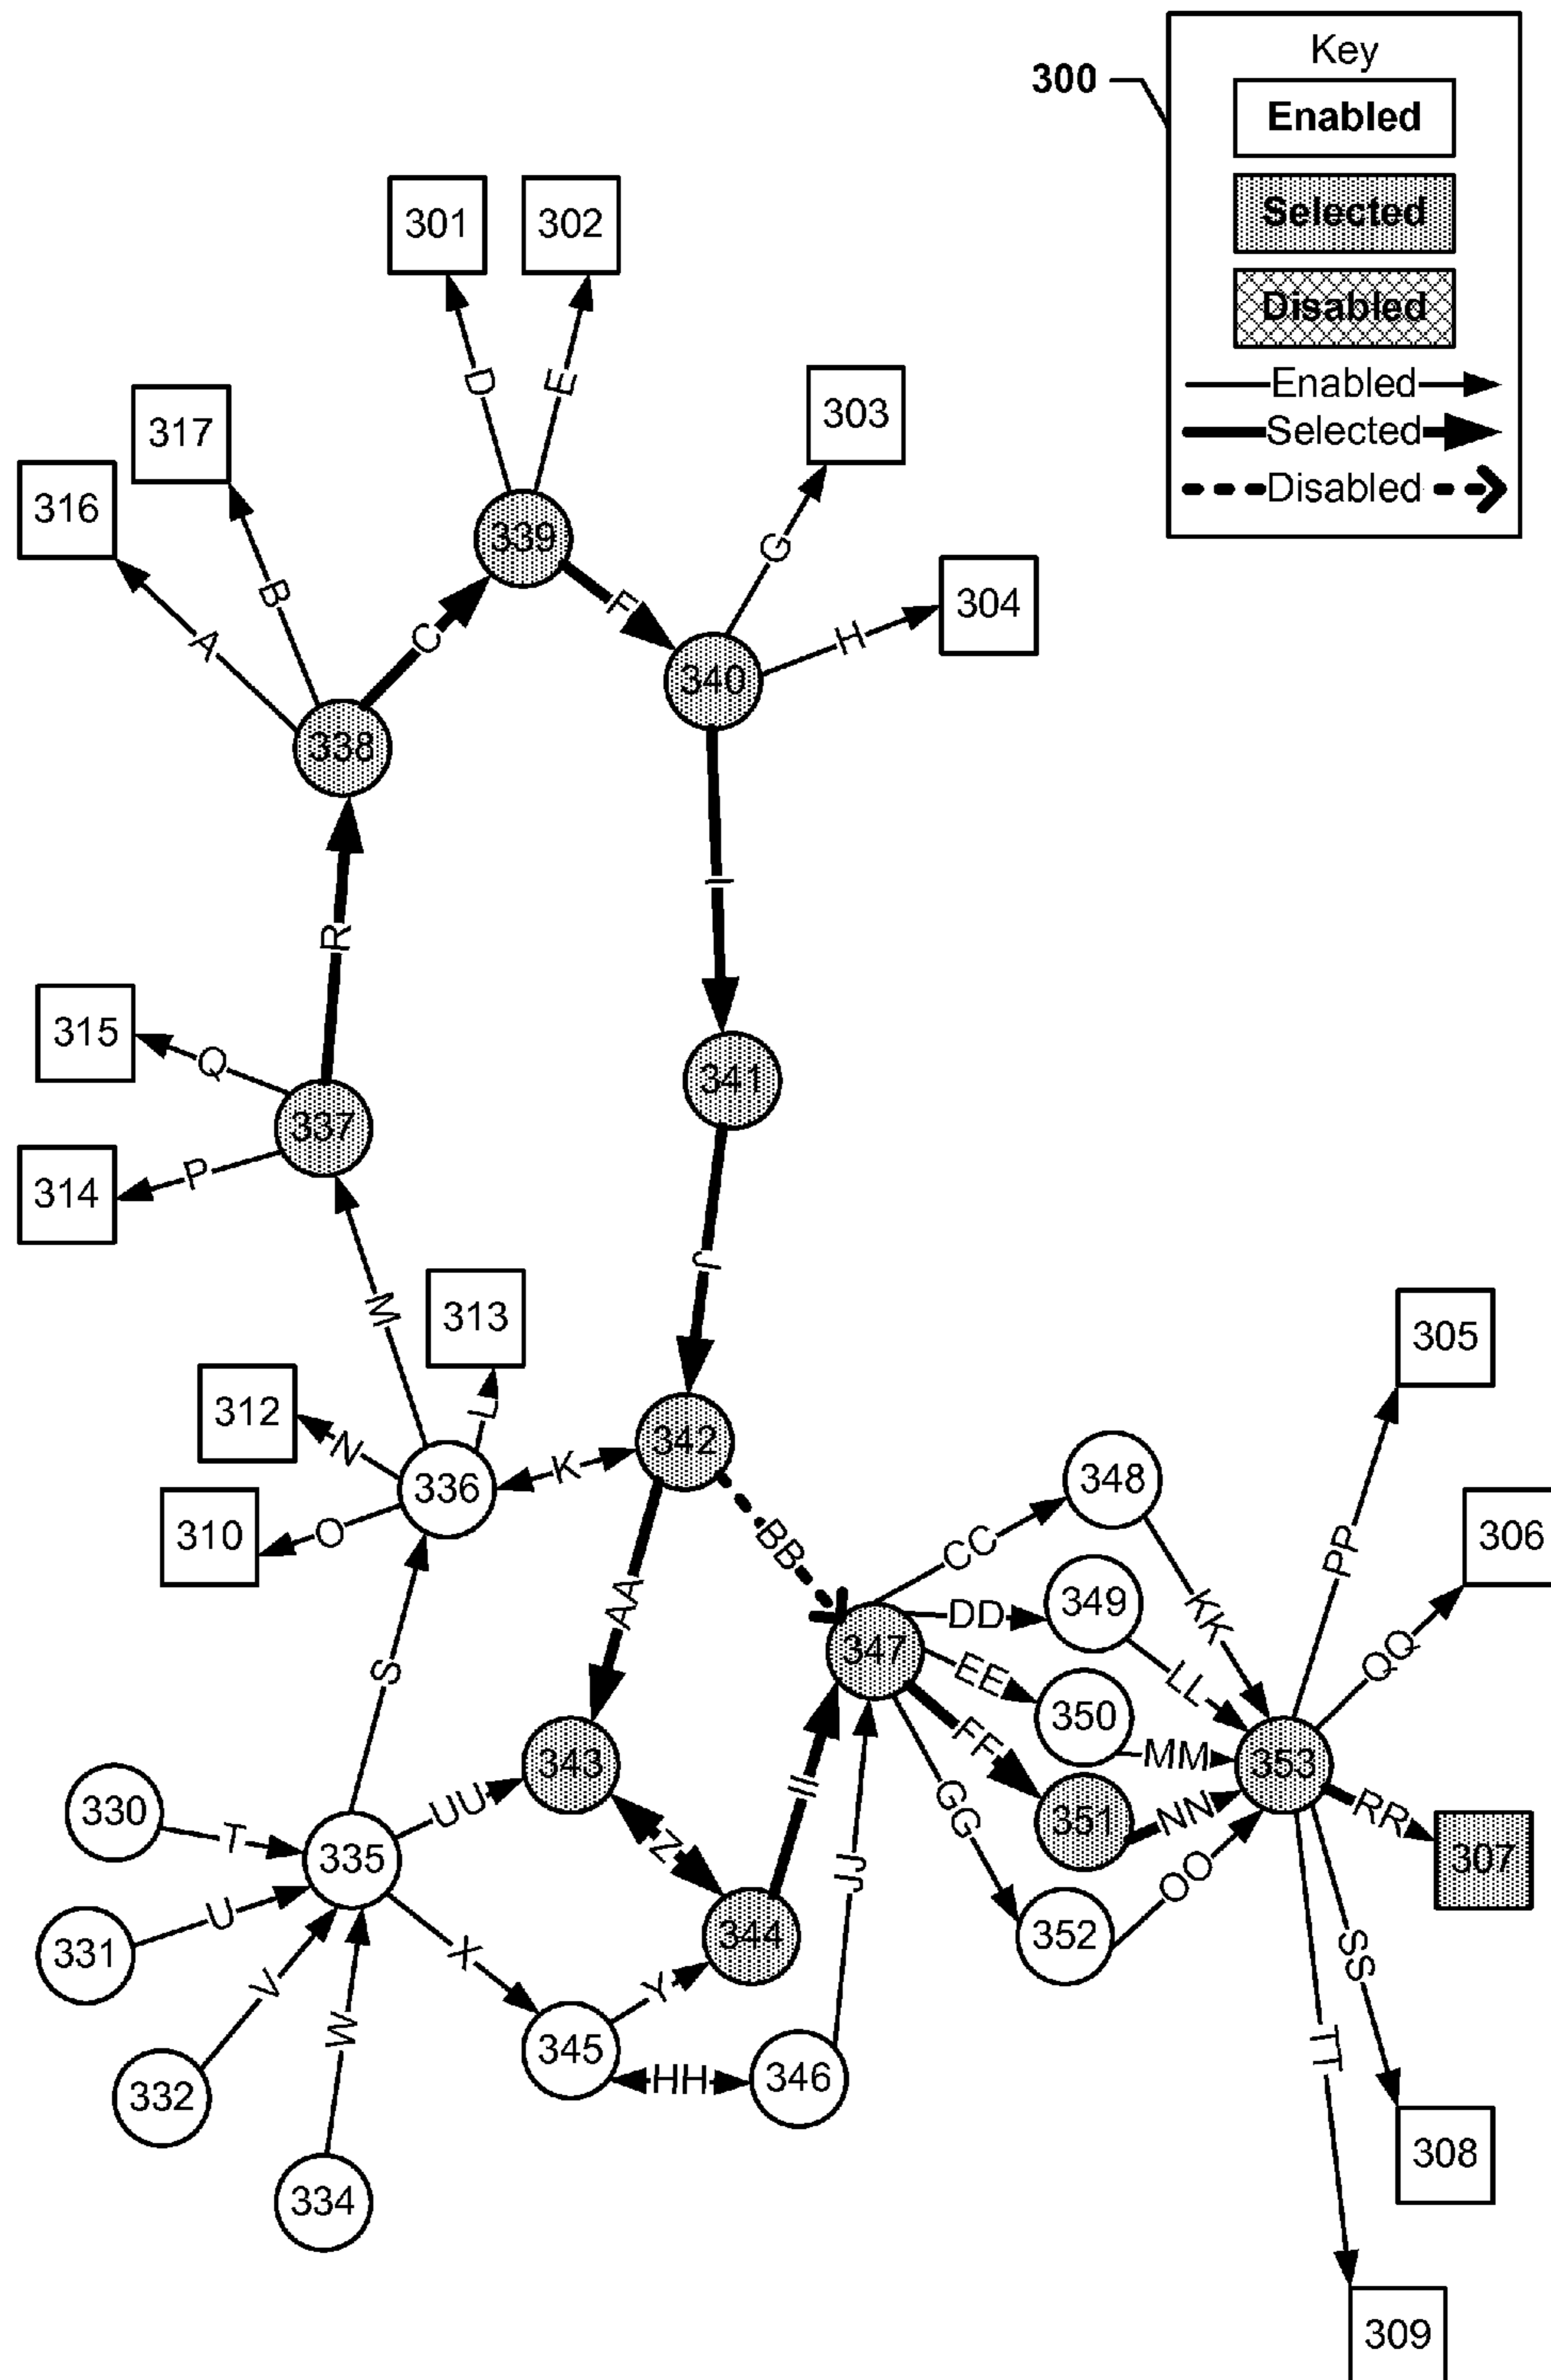 Key
300
Enabled
Selected
Disabled
Enabled
Selected
Disabled
301
302
D
E
303
317
316
G
339
B
F
304
C
H
A
340
338
I
R
315
Q
341
337
P
314
J
M
313
305
312
L
342
N
K
348
336
306
310
O
BB
PP
CC
AA
349
KK
DD
347
QQ
S
EE
LL
350
FF
MM
353
343
II
UU
GG
RR
330
NN
351
T
335
Z
307
JJ
OO
U
344
352
331
X
SS
V
Y
W
TT
345
346
HH
332
308
334
309